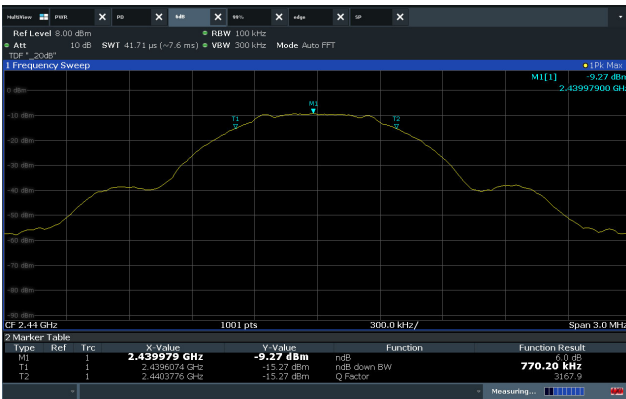 MultiView PWR X PD X ndB X 99% X edge X SP X
Ref Level 8.00 dBm RBW 100 kHz
Att 10 dB SWT 41.71 µs (~7.6 ms) VBW 300 kHz Mode Auto FFT
TDF "_20dB"
1 Frequency Sweep 1Pk Max
M1[1] -9.27 dBm
2.43997900 GHz
0 dBm
M1
-10 dBm
T1 T2
-20 dBm
-30 dBm
-40 dBm
-50 dBm
-60 dBm
-70 dBm
-80 dBm
-90 dBm
CF 2.44 GHz 1001 pts 300.0 kHz/ Span 3.0 MHz
2 Marker Table
Type Ref Trc X-Value Y-Value Function Function Result
M1 1 2.439979 GHz -9.27 dBm ndB 6.0 dB
T1 1 2.4396074 GHz -15.27 dBm ndB down BW 770.20 kHz
T2 1 2.4403776 GHz -15.27 dBm Q Factor 3167.9
Measuring...